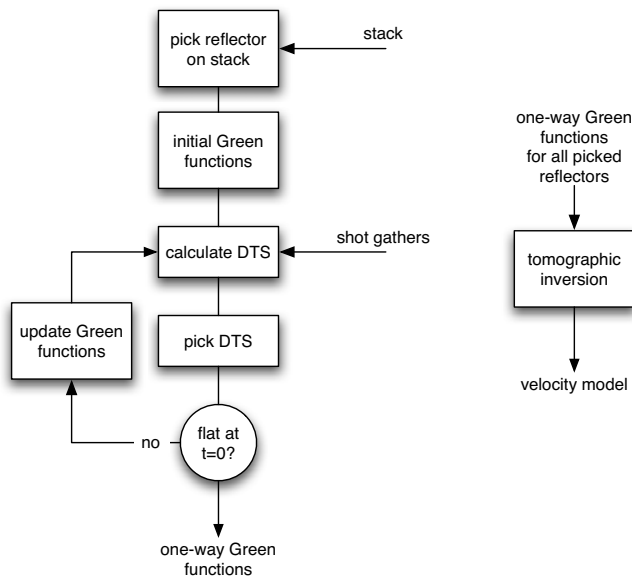 pick reflector
on stack
stack
initial Green
functions
calculate DTS
shot gathers
update Green
functions
pick DTS
flat at
t=0?
no
one-way Green
functions
one-way Green
functions
for all picked
reflectors
tomographic
inversion
velocity model